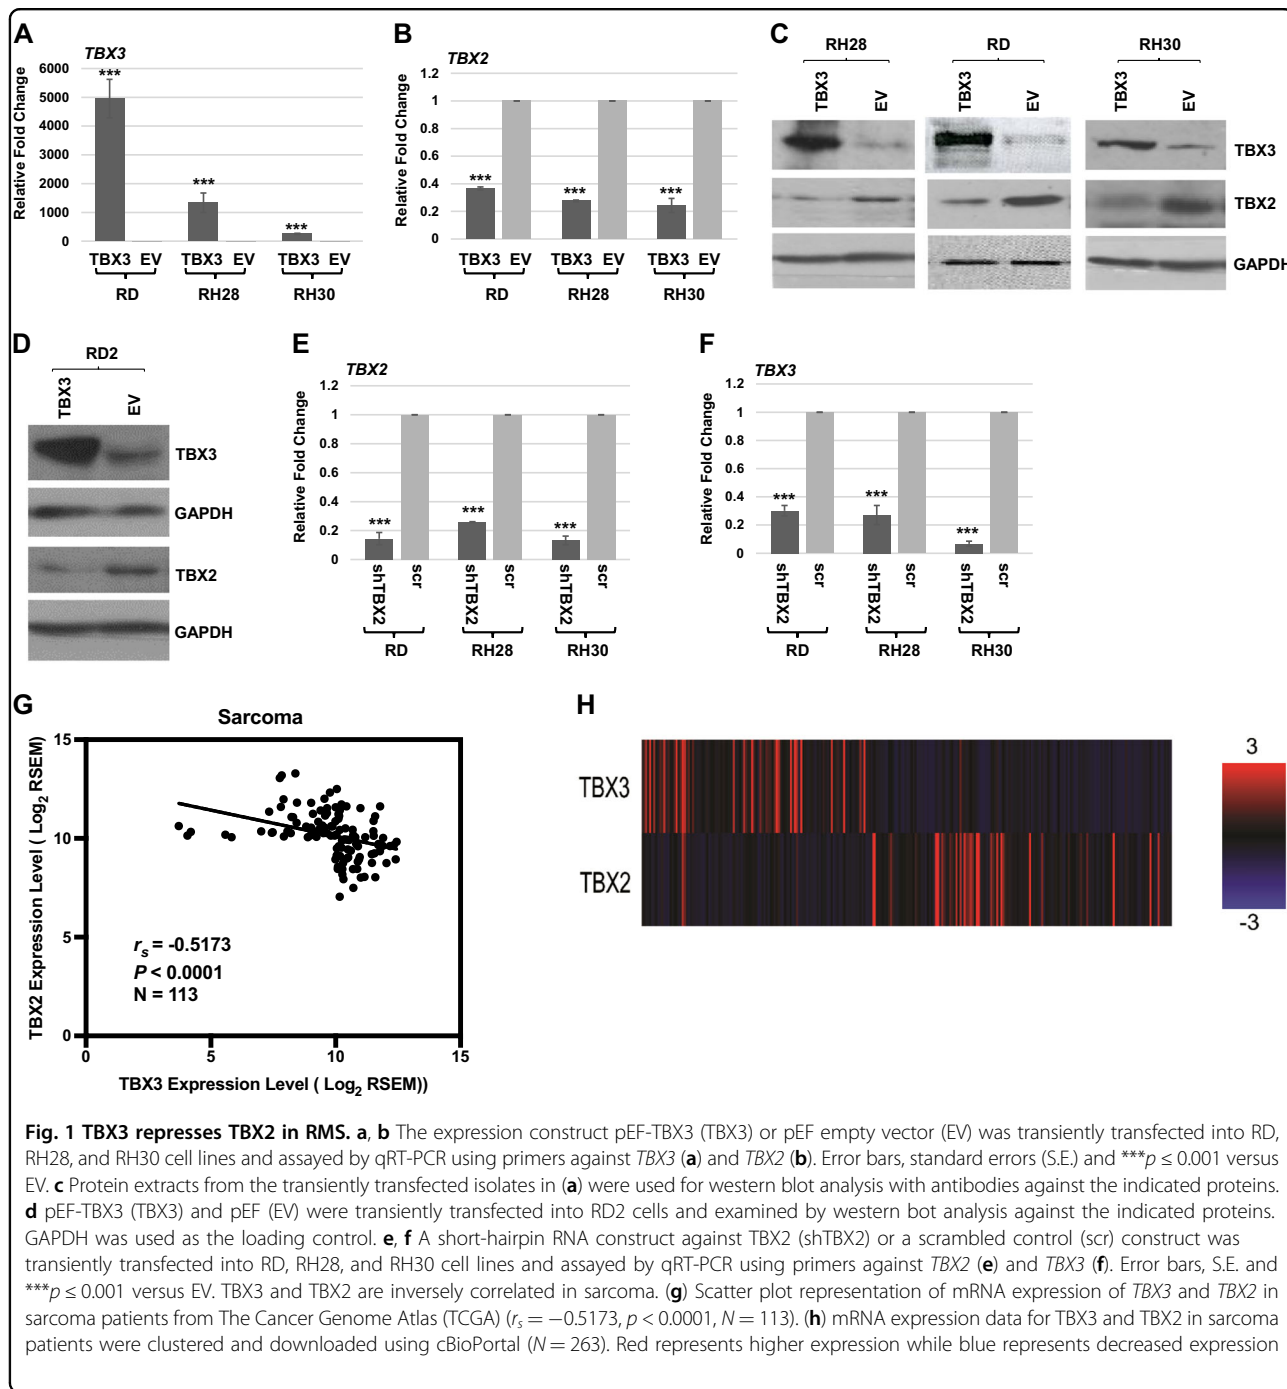 A
TBX3
Relative Fold Change
6000
5000
4000
3000
2000
1000
0
***
***
***
TBX3 EV TBX3 EV TBX3 EV
RD RH28 RH30
B
TBX2
Relative Fold Change
1.2
1
0.8
0.6
0.4
0.2
0
***
***
***
TBX3 EV TBX3 EV TBX3 EV
RD RH28 RH30
C
RH28 RD RH30
TBX3 EV TBX3 EV TBX3 EV
TBX3
TBX2
GAPDH
D
RD2
TBX3 EV
TBX3
GAPDH
TBX2
GAPDH
E
TBX2
Relative Fold Change
1.2
1
0.8
0.6
0.4
0.2
0
***
***
***
shTBX2 scr shTBX2 scr shTBX2 scr
RD RH28 RH30
F
TBX3
Relative Fold Change
1.2
1
0.8
0.6
0.4
0.2
0
***
***
***
shTBX2 scr shTBX2 scr shTBX2 scr
RD RH28 RH30
G
Sarcoma
TBX2 Expression Level ( Log2 RSEM)
15
10
5
0
rs = -0.5173
P < 0.0001
N = 113
0 5 10 15
TBX3 Expression Level ( Log2 RSEM))
H
TBX3
TBX2
3
-3
Fig. 1 TBX3 represses TBX2 in RMS. a, b The expression construct pEF-TBX3 (TBX3) or pEF empty vector (EV) was transiently transfected into RD,
RH28, and RH30 cell lines and assayed by qRT-PCR using primers against TBX3 (a) and TBX2 (b). Error bars, standard errors (S.E.) and ***p ≤ 0.001 versus
EV. c Protein extracts from the transiently transfected isolates in (a) were used for western blot analysis with antibodies against the indicated proteins.
d pEF-TBX3 (TBX3) and pEF (EV) were transiently transfected into RD2 cells and examined by western bot analysis against the indicated proteins.
GAPDH was used as the loading control. e, f A short-hairpin RNA construct against TBX2 (shTBX2) or a scrambled control (scr) construct was
transiently transfected into RD, RH28, and RH30 cell lines and assayed by qRT-PCR using primers against TBX2 (e) and TBX3 (f). Error bars, S.E. and
***p ≤ 0.001 versus EV. TBX3 and TBX2 are inversely correlated in sarcoma. (g) Scatter plot representation of mRNA expression of TBX3 and TBX2 in
sarcoma patients from The Cancer Genome Atlas (TCGA) (rs = −0.5173, p < 0.0001, N = 113). (h) mRNA expression data for TBX3 and TBX2 in sarcoma
patients were clustered and downloaded using cBioPortal (N = 263). Red represents higher expression while blue represents decreased expression